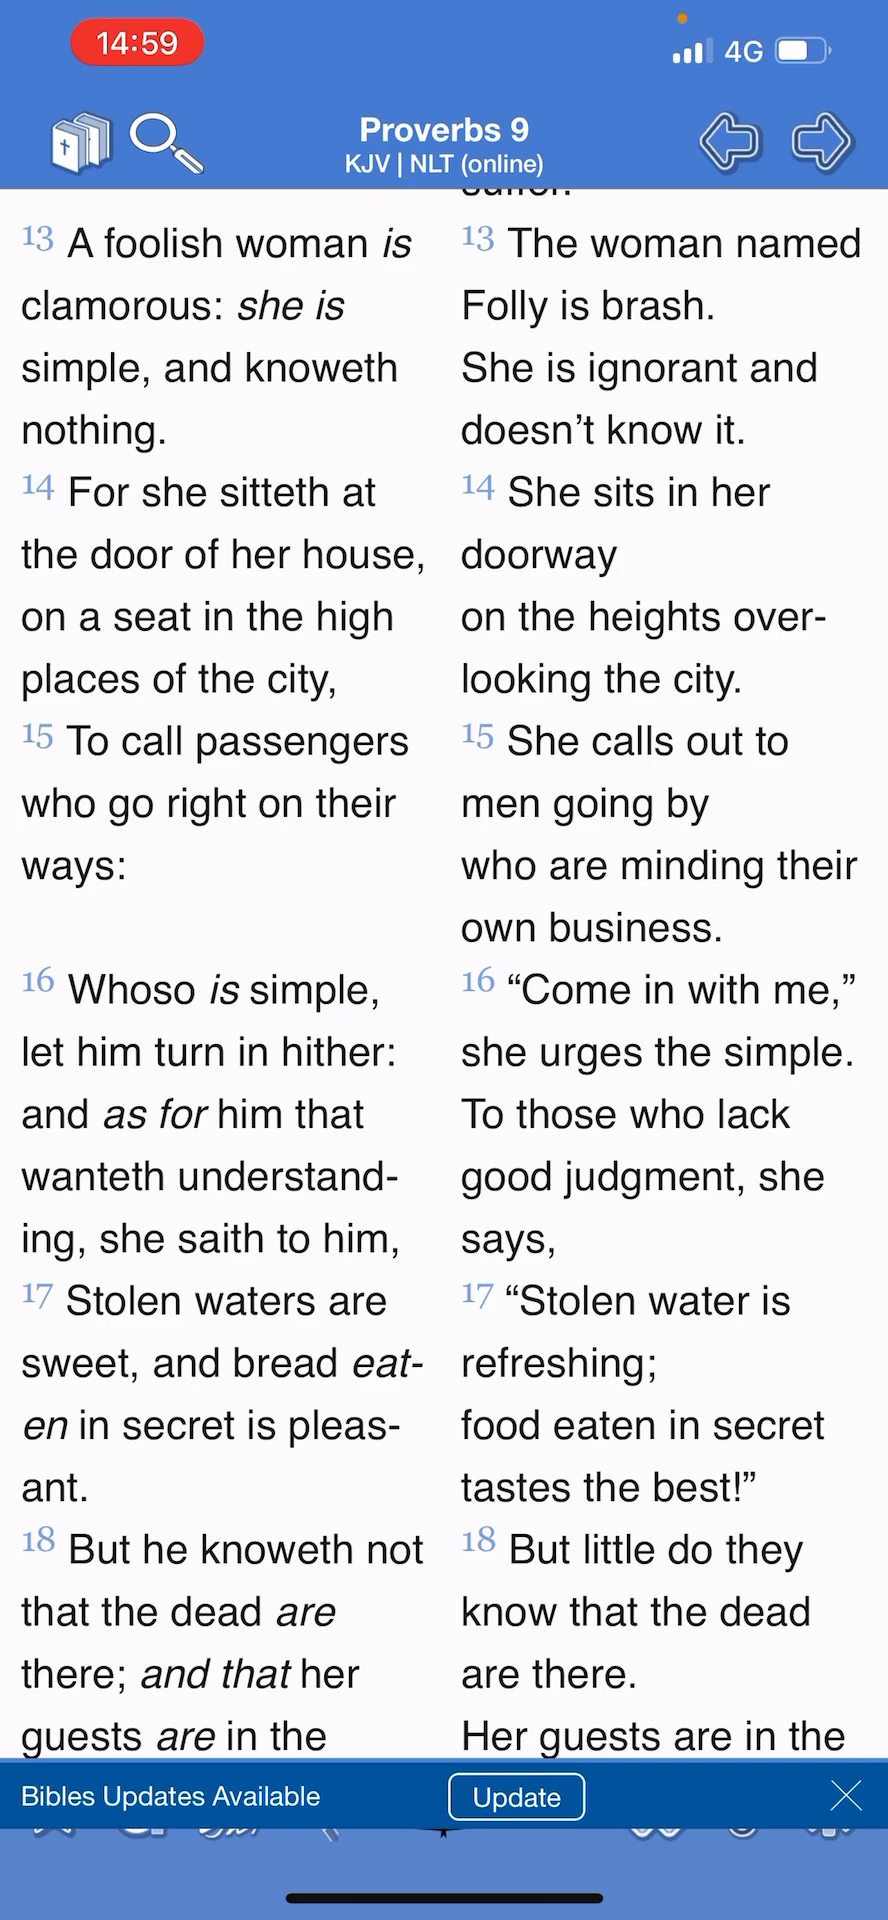 14:59
4G
Proverbs 9
KJV | NLT (online)
suffer.
13 A foolish woman is
clamorous: she is
simple, and knoweth
nothing.
14 For she sitteth at
the door of her house,
on a seat in the high
places of the city,
15 To call passengers
who go right on their
ways:
16 Whoso is simple,
let him turn in hither:
and as for him that
wanteth understand-
ing, she saith to him,
17 Stolen waters are
sweet, and bread eat-
en in secret is pleas-
ant.
18 But he knoweth not
that the dead are
there; and that her
guests are in the
13 The woman named
Folly is brash.
She is ignorant and
doesn’t know it.
14 She sits in her
doorway
on the heights over-
looking the city.
15 She calls out to
men going by
who are minding their
own business.
16 “Come in with me,”
she urges the simple.
To those who lack
good judgment, she
says,
17 “Stolen water is
refreshing;
food eaten in secret
tastes the best!”
18 But little do they
know that the dead
are there.
Her guests are in the
Bibles Updates Available
Update